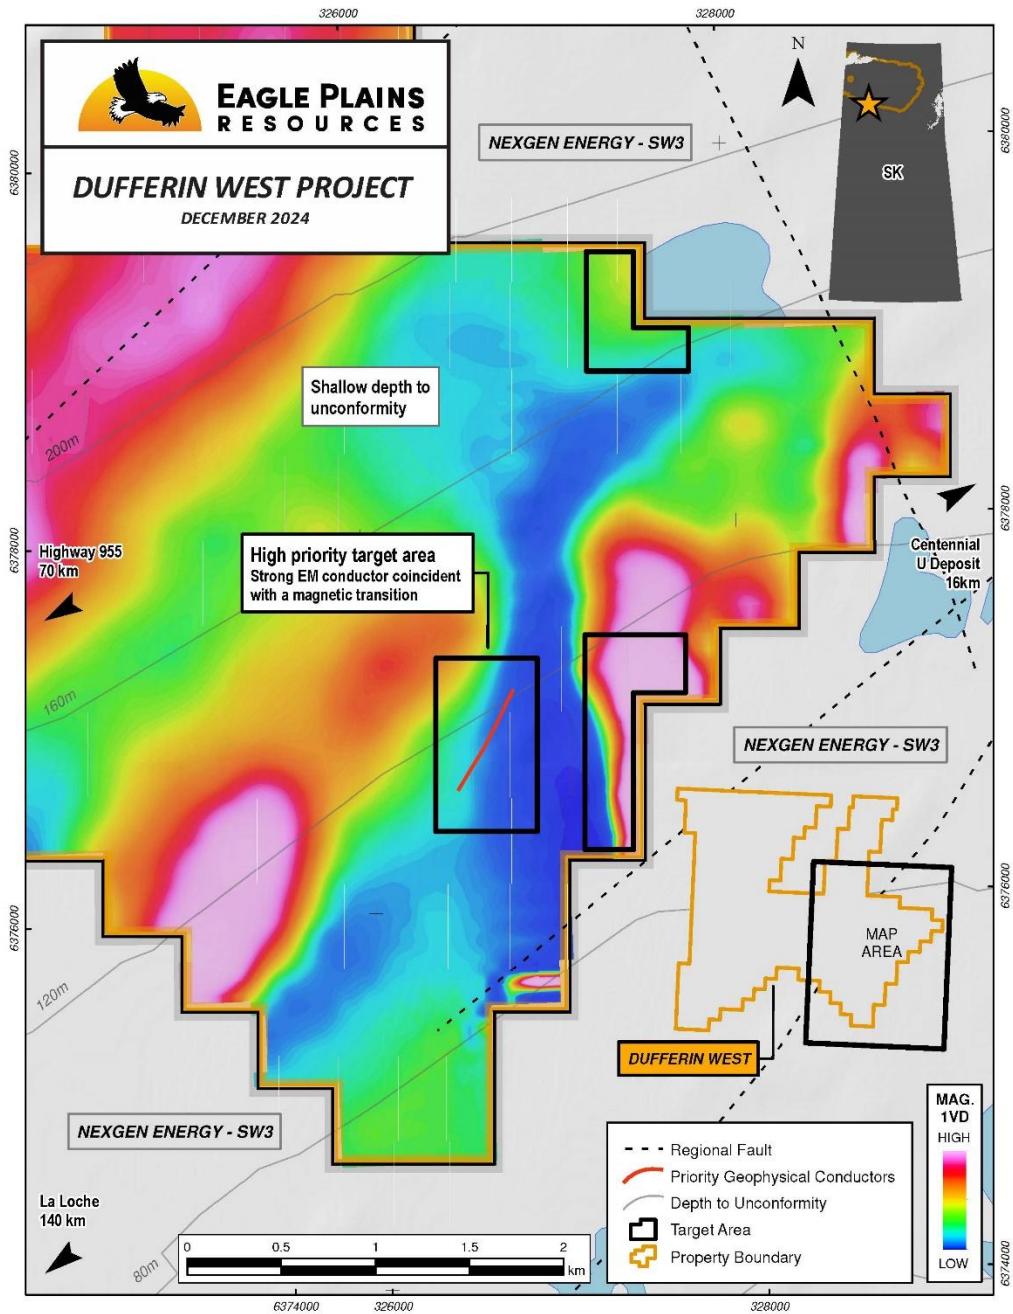 326000
328000
EAGLE PLAINS
RESOURCES
DUFFERIN WEST PROJECT
DECEMBER 2024
N
SK
NEXGEN ENERGY - SW3
6380000
6380000
Shallow depth to
unconformity
200m
High priority target area
Strong EM conductor coincident
with a magnetic transition
6378000
6378000
Highway 955
70 km
Centennial
U Deposit
16km
160m
NEXGEN ENERGY - SW3
6376000
6376000
MAP
AREA
120m
DUFFERIN WEST
NEXGEN ENERGY - SW3
La Loche
140 km
80m
0
0.5
1
1.5
2
km
Regional Fault
Priority Geophysical Conductors
Depth to Unconformity
Target Area
Property Boundary
MAG.
1VD
HIGH
LOW
6374000
6374000
326000
328000